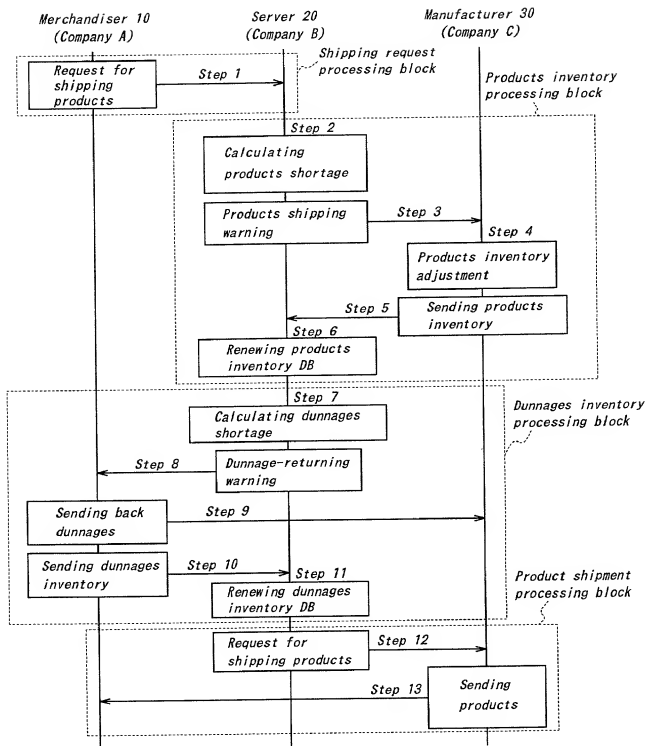 Merchandiser 10
(Company A)
Server 20
(Company B)
Manufacturer 30
(Company C)
Request for
shipping
products
Step 1
Shipping request
processing block
Products inventory
processing block
Step 2
Calculating
products shortage
Products shipping
warning
Step 3
Step 4
Products inventory
adjustment
Sending products
inventory
Step 5
Step 6
Renewing products
inventory DB
Step 7
Calculating dunnages
shortage
Dunnages inventory
processing block
Dunnage-returning
warning
Step 8
Sending back
dunnages
Step 9
Sending dunnages
inventory
Step 10
Step 11
Renewing dunnages
inventory DB
Product shipment
processing block
Request for
shipping products
Step 12
Sending
products
Step 13